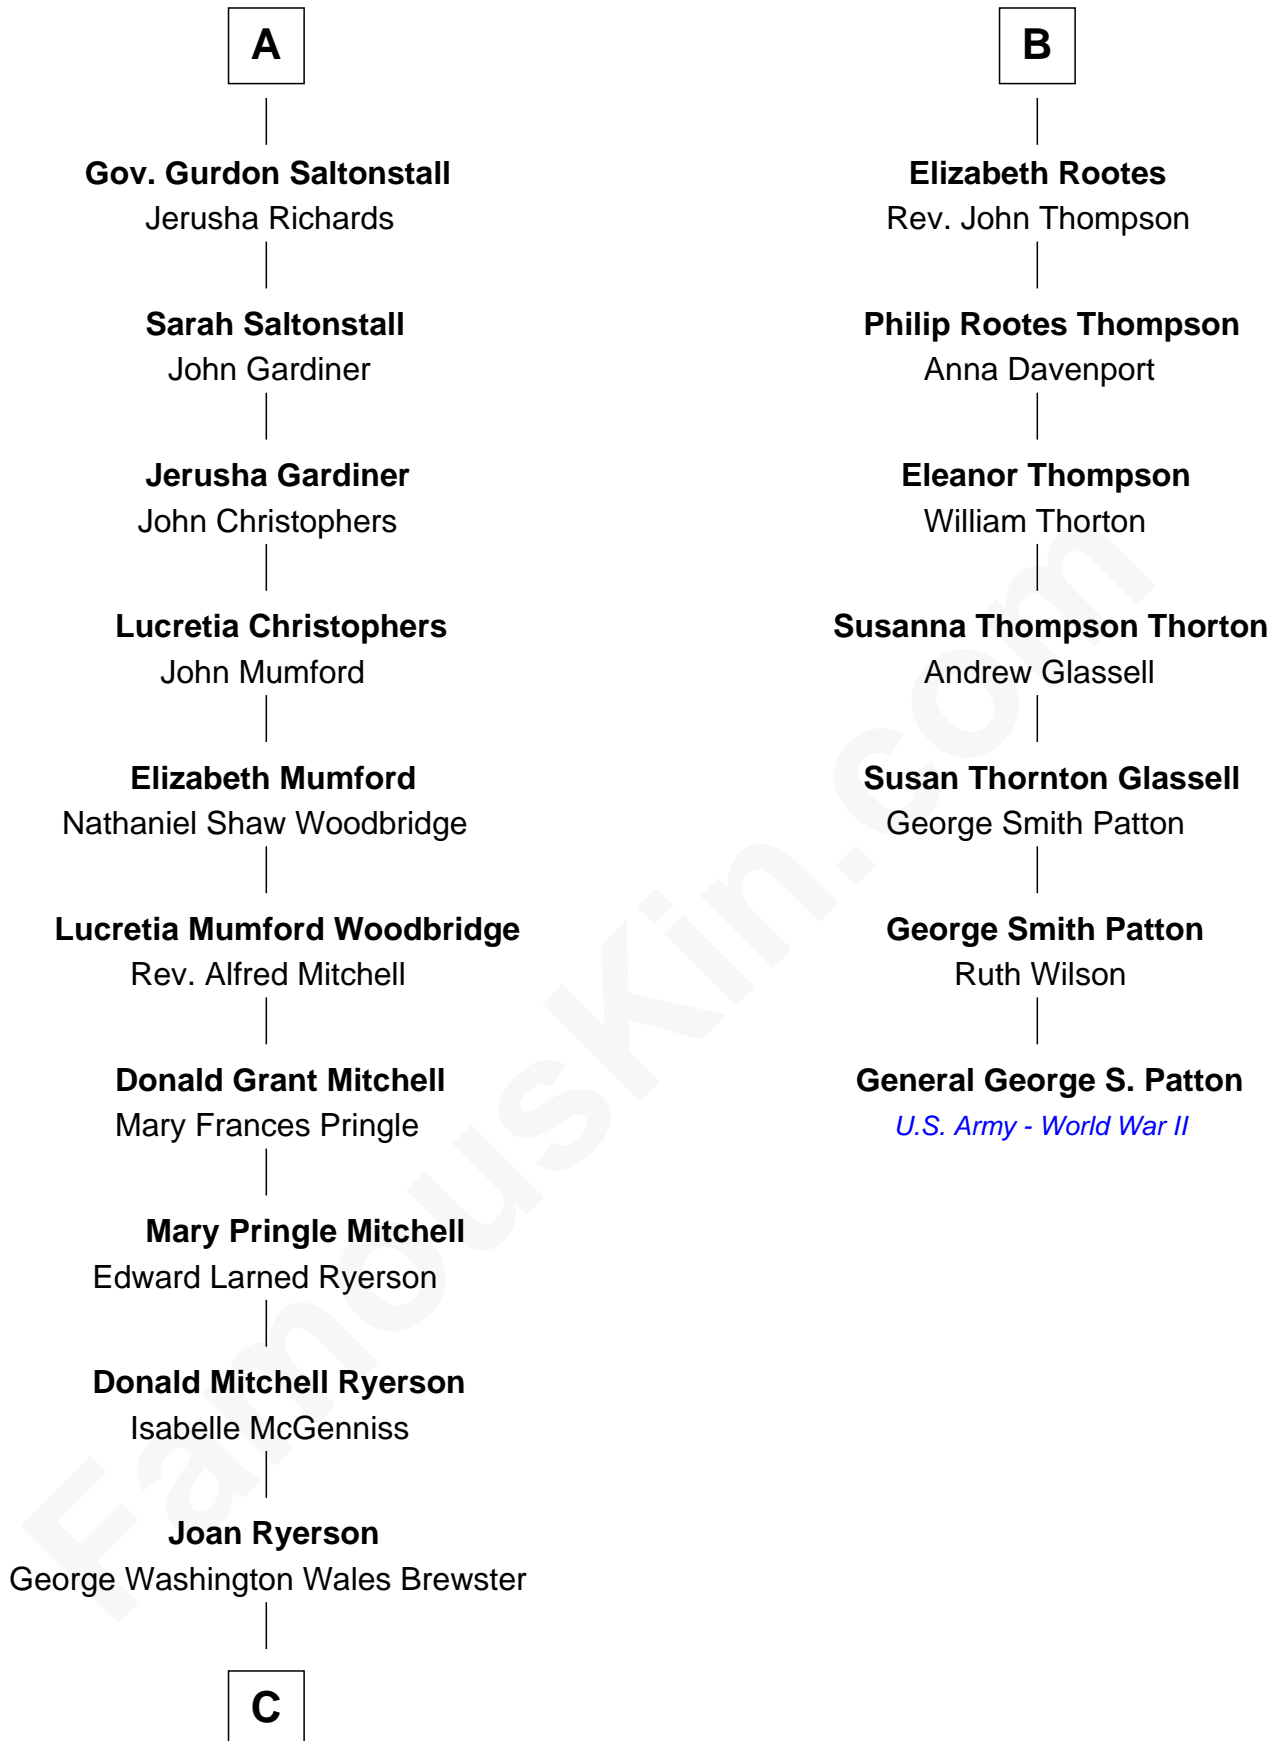 A
Gov. Gurdon Saltonstall
Jerusha Richards
Sarah Saltonstall
John Gardiner
Jerusha Gardiner
John Christophers
Lucretia Christophers
John Mumford
Elizabeth Mumford
Nathaniel Shaw Woodbridge
Lucretia Mumford Woodbridge
Rev. Alfred Mitchell
Donald Grant Mitchell
Mary Frances Pringle
Mary Pringle Mitchell
Edward Larned Ryerson
Donald Mitchell Ryerson
Isabelle McGenniss
Joan Ryerson
George Washington Wales Brewster
C
B
Elizabeth Rootes
Rev. John Thompson
Philip Rootes Thompson
Anna Davenport
Eleanor Thompson
William Thorton
Susanna Thompson Thorton
Andrew Glassell
Susan Thornton Glassell
George Smith Patton
George Smith Patton
Ruth Wilson
General George S. Patton
U.S. Army - World War II
FamousKin.com